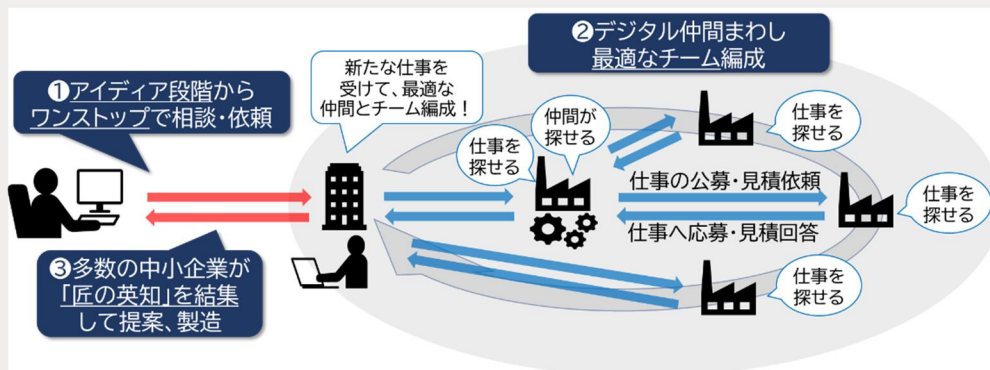 ❶アイディア段階から
ワンストップで相談・依頼
新たな仕事を
受けて、最適な
仲間とチーム編成！
❷デジタル仲間まわし
最適なチーム編成
仕事を
探せる
仲間が
探せる
仕事を
探せる
仕事の公募・見積依頼
仕事へ応募・見積回答
仕事を
探せる
仕事を
探せる
❸多数の中小企業が
「匠の英知」を結集
して提案、製造